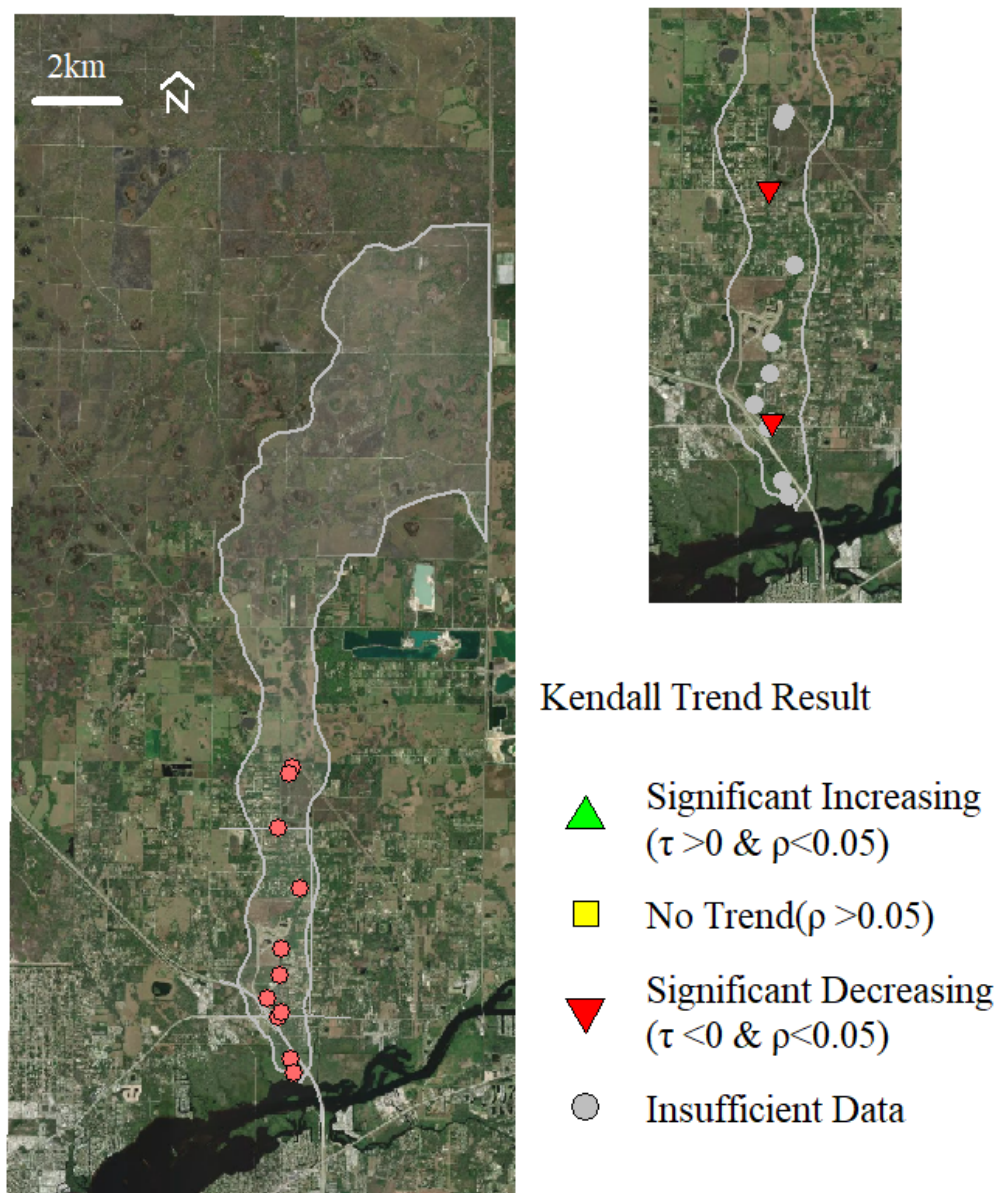 2km
N
Kendall Trend Result
Significant Increasing
(τ >0 & ρ<0.05)
No Trend(ρ >0.05)
Significant Decreasing
(τ <0 & ρ<0.05)
Insufficient Data